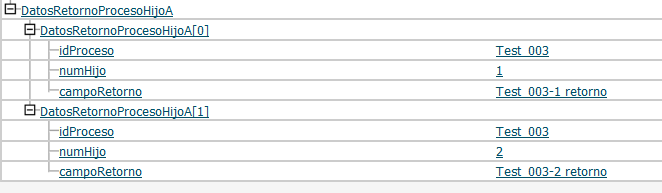 DatosRetornoProcesoHijoA
DatosRetornoProcesoHijoA[0]
idProceso Test_003
numHijo 1
campoRetorno Test_003-1 retorno
DatosRetornoProcesoHijoA[1]
idProceso Test_003
numHijo 2
campoRetorno Test_003-2 retorno